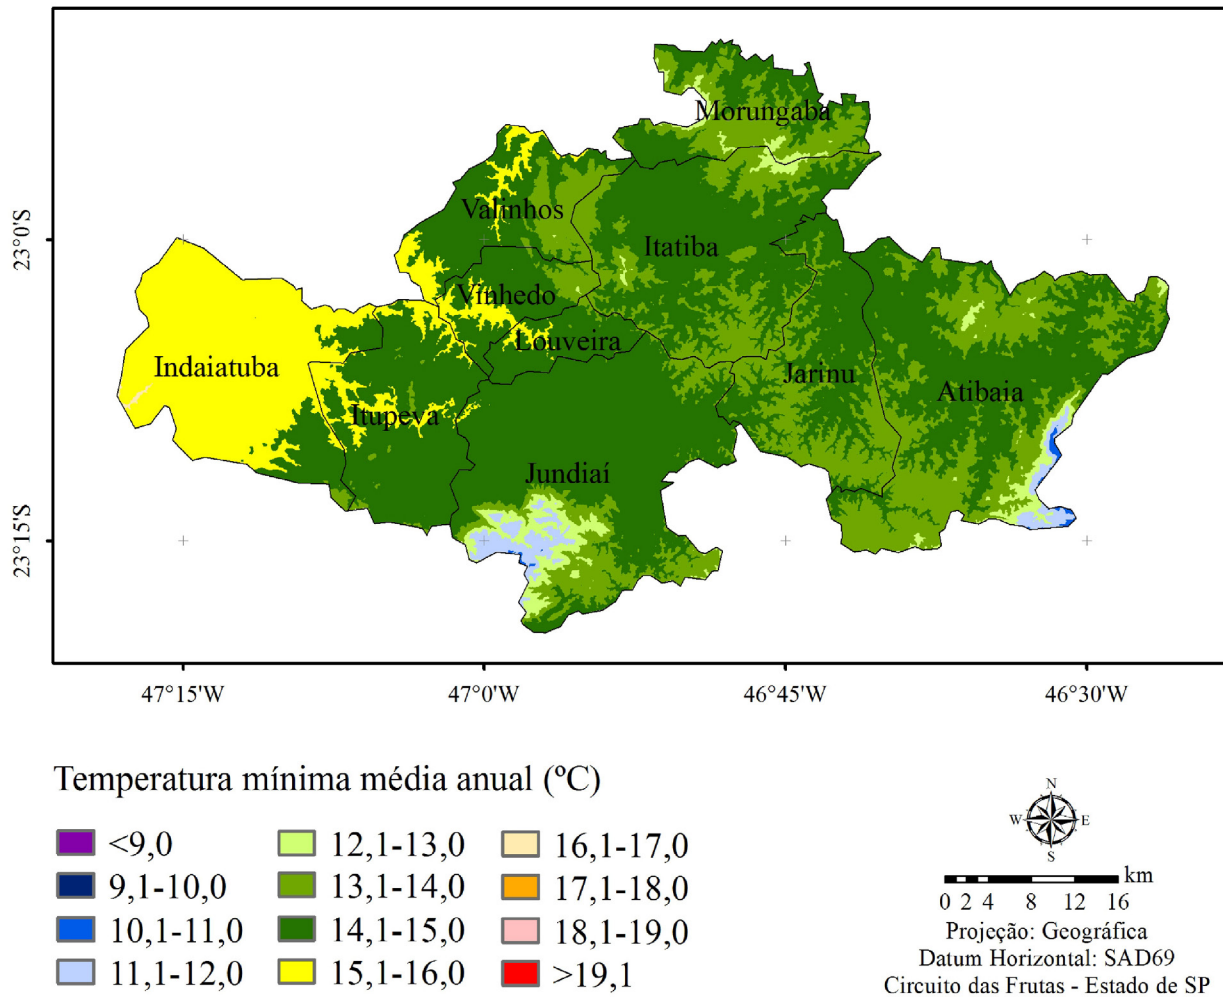 Morungaba
Valinhos
Itatiba
Vinhedo
Louveira
Indaiatuba
Itupeva
Jarinu
Atibaia
Jundiaí
23°0'S
23°15'S
47°15'W 47°0'W 46°45'W 46°30'W
Temperatura mínima média anual (ºC)
<9,0 12,1-13,0 16,1-17,0
9,1-10,0 13,1-14,0 17,1-18,0
10,1-11,0 14,1-15,0 18,1-19,0
11,1-12,0 15,1-16,0 >19,1
N
W E
S
km
0 2 4 8 12 16
Projeção: Geográfica
Datum Horizontal: SAD69
Circuito das Frutas - Estado de SP